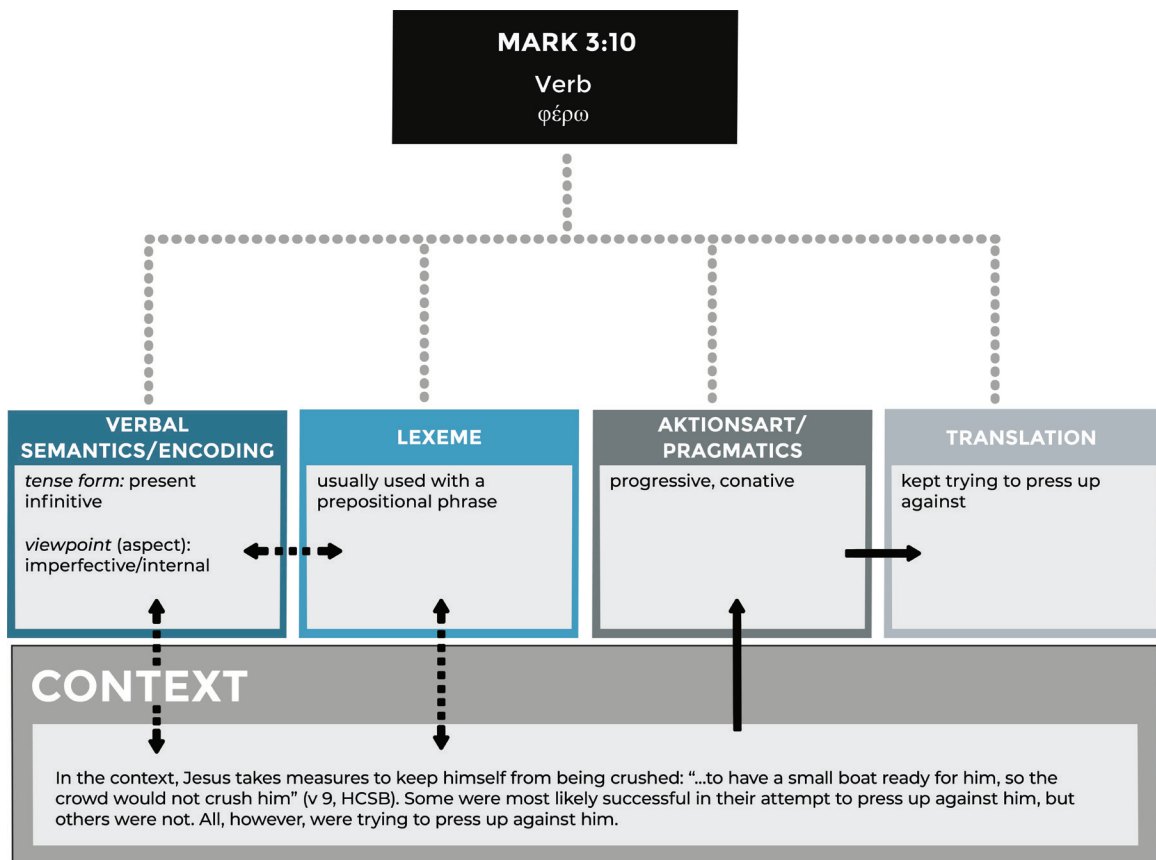 MARK 3:10
Verb
φέρω
VERBAL
SEMANTICS/ENCODING
tense form: present
infinitive
viewpoint (aspect):
imperfective/internal
LEXEME
usually used with a
prepositional phrase
AKTIONSART/
PRAGMATICS
progressive, conative
TRANSLATION
kept trying to press up
against
CONTEXT
In the context, Jesus takes measures to keep himself from being crushed: “...to have a small boat ready for him, so the
crowd would not crush him” (v 9, HCSB). Some were most likely successful in their attempt to press up against him, but
others were not. All, however, were trying to press up against him.